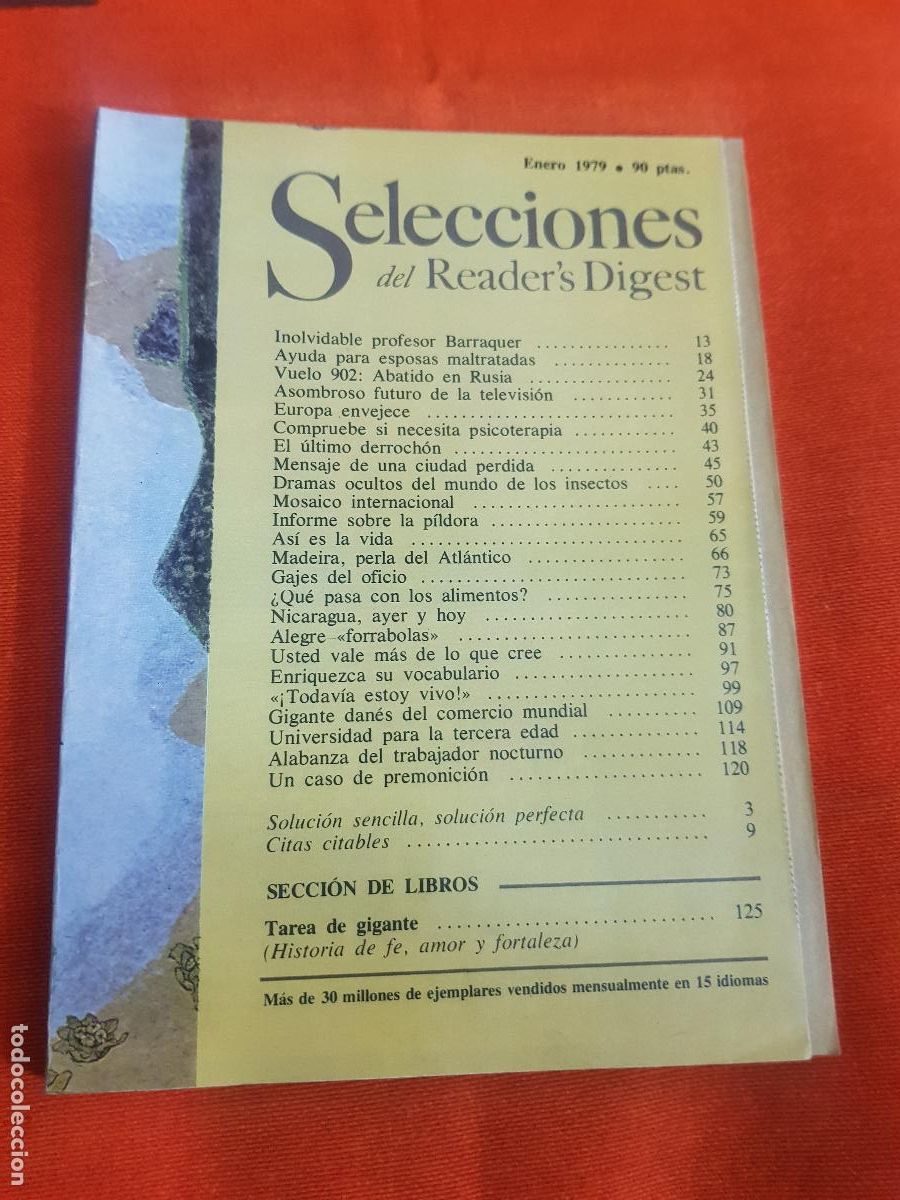 Enero 1979 • 90 ptas.
Selecciones
del Reader's Digest
Inolvidable profesor Barraquer ................ 13
Ayuda para esposas maltratadas ............. 18
Vuelo 902: Abatido en Rusia ................ 24
Asombroso futuro de la televisión ........... 31
Europa envejece ............................ 35
Compruebe si necesita psicoterapia ............ 40
El último derrochón ......................... 43
Mensaje de una ciudad perdida .............. 45
Dramas ocultos del mundo de los insectos .... 50
Mosaico internacional ....................... 57
Informe sobre la píldora ..................... 59
Así es la vida ............................... 65
Madeira, perla del Atlántico ................. 66
Gajes del oficio .............................. 73
¿Qué pasa con los alimentos? ................ 75
Nicaragua, ayer y hoy ....................... 80
Alegre «forrabolas» .......................... 87
Usted vale más de lo que cree ............... 91
Enriquezca su vocabulario .................... 97
«¡Todavía estoy vivo!» ....................... 99
Gigante danés del comercio mundial .......... 109
Universidad para la tercera edad .............. 114
Alabanza del trabajador nocturno ............. 118
Un caso de premonición ...................... 120
Solución sencilla, solución perfecta ........... 3
Citas citables ................................ 9
SECCIÓN DE LIBROS
Tarea de gigante ............................. 125
(Historia de fe, amor y fortaleza)
Más de 30 millones de ejemplares vendidos mensualmente en 15 idiomas
todocoleccion